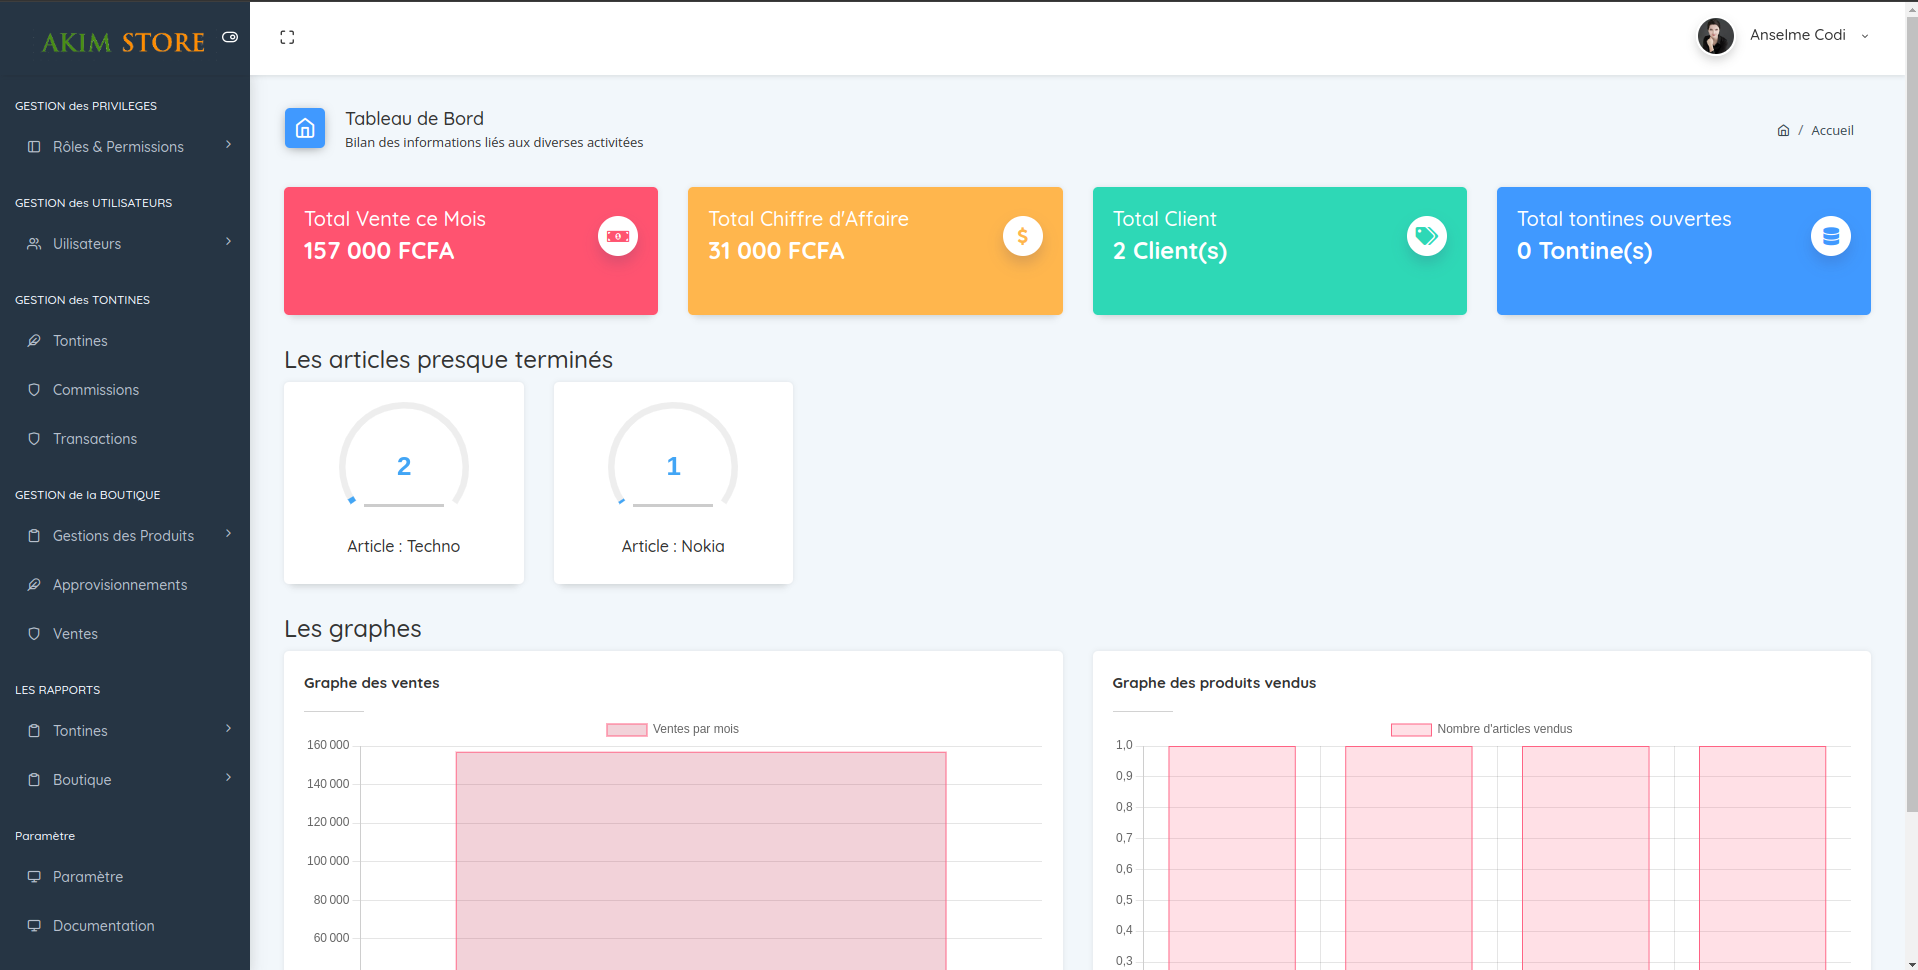 AKIM STORE
GESTION des PRIVILEGES
Rôles & Permissions
GESTION des UTILISATEURS
Uilisateurs
GESTION des TONTINES
Tontines
Commissions
Transactions
GESTION de la BOUTIQUE
Gestions des Produits
Approvisionnements
Ventes
LES RAPPORTS
Tontines
Boutique
Paramètre
Paramètre
Documentation
Anselme Codi
Tableau de Bord
Bilan des informations liés aux diverses activitées
/ Accueil
Total Vente ce Mois
157 000 FCFA
Total Chiffre d'Affaire
31 000 FCFA
$
Total Client
2 Client(s)
Total tontines ouvertes
0 Tontine(s)
Les articles presque terminés
2
Article : Techno
1
Article : Nokia
Les graphes
Graphe des ventes
Ventes par mois
160 000
140 000
120 000
100 000
80 000
60 000
Graphe des produits vendus
Nombre d'articles vendus
1,0
0,9
0,8
0,7
0,6
0,5
0,4
0,3